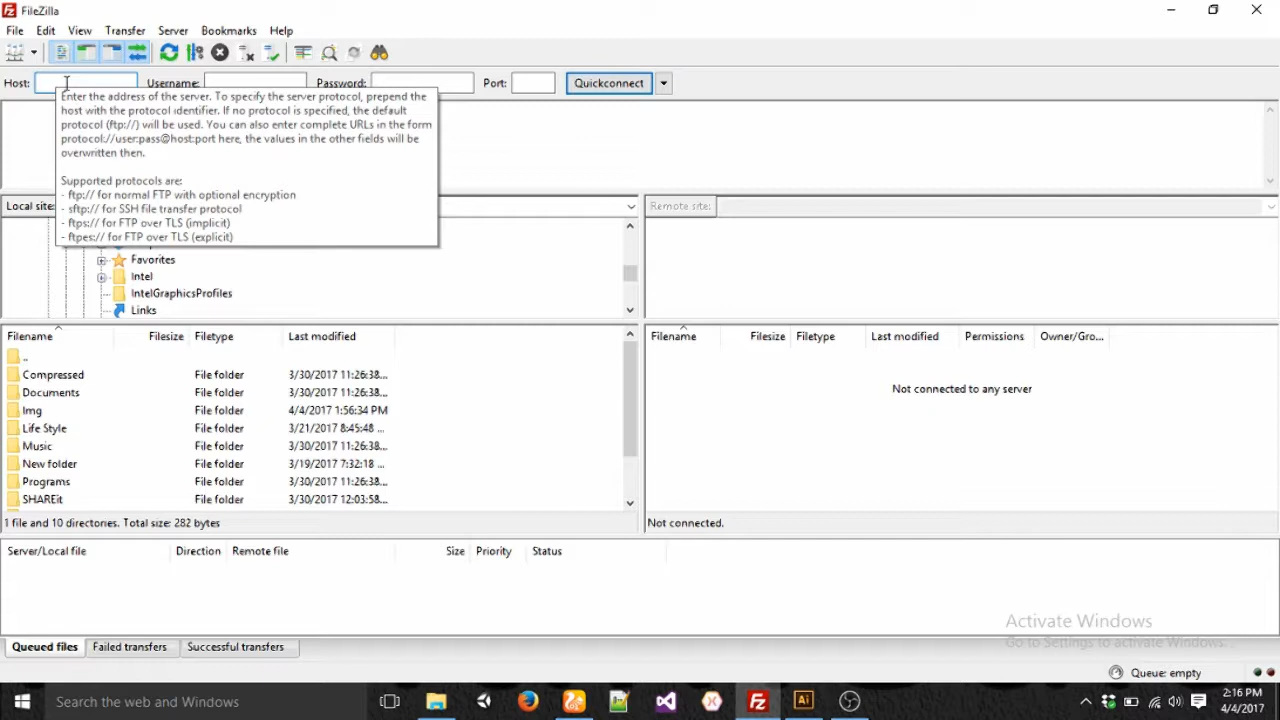 FileZilla
File Edit View Transfer Server Bookmarks Help
Host: Username: Password: Port: Quickconnect
Enter the address of the server. To specify the server protocol, prepend the
host with the protocol identifier. If no protocol is specified, the default
protocol (ftp://) will be used. You can also enter complete URLs in the form
protocol://user:pass@host:port here, the values in the other fields will be
overwritten then.
Supported protocols are:
- ftp:// for normal FTP with optional encryption
- sftp:// for SSH file transfer protocol
- ftps:// for FTP over TLS (implicit)
- ftpes:// for FTP over TLS (explicit)
Local site:
Remote site:
Favorites
Intel
IntelGraphicsProfiles
Links
Filename Filesize Filetype Last modified
..
Compressed File folder 3/30/2017 11:26:38...
Documents File folder 3/30/2017 11:26:38...
Img File folder 4/4/2017 1:56:34 PM
Life Style File folder 3/21/2017 8:45:48 ...
Music File folder 3/30/2017 11:26:38...
New folder File folder 3/19/2017 7:32:18 ...
Programs File folder 3/30/2017 11:26:38...
SHAREit File folder 3/30/2017 12:03:58...
1 file and 10 directories. Total size: 282 bytes
Filename Filesize Filetype Last modified Permissions Owner/Gro...
Not connected to any server
Not connected.
Server/Local file Direction Remote file Size Priority Status
Activate Windows
Go to Settings to activate Windows.
Queued files Failed transfers Successful transfers
Queue: empty
Search the web and Windows
Fz
Ai
2:16 PM
4/4/2017